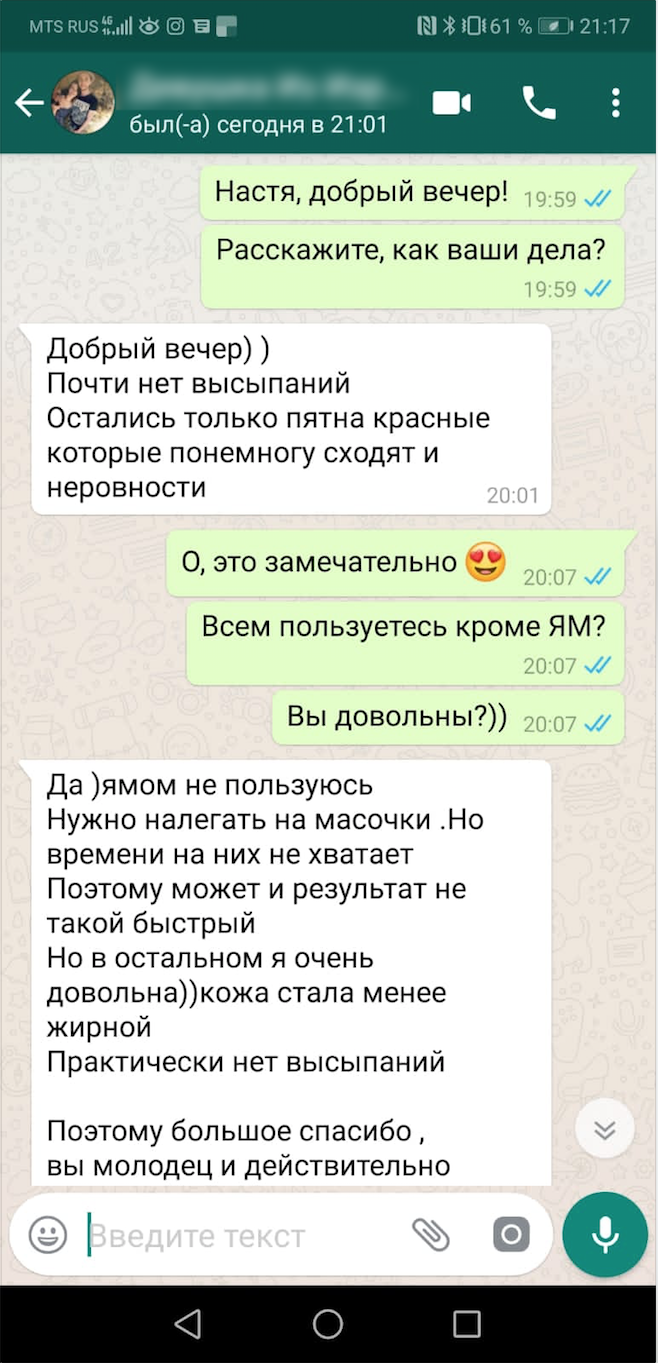 MTS RUS 4G 61 % 21:17
был(-а) сегодня в 21:01
Настя, добрый вечер! 19:59
Расскажите, как ваши дела?
19:59
Добрый вечер) )
Почти нет высыпаний
Остались только пятна красные
которые понемногу сходят и
неровности
20:01
О, это замечательно 😍 20:07
Всем пользуетесь кроме ЯМ?
20:07
Вы довольны?)) 20:07
Да )ямом не пользуюсь
Нужно налегать на масочки .Но
времени на них не хватает
Поэтому может и результат не
такой быстрый
Но в остальном я очень
довольна))кожа стала менее
жирной
Практически нет высыпаний
Поэтому большое спасибо ,
вы молодец и действительно
Введите текст